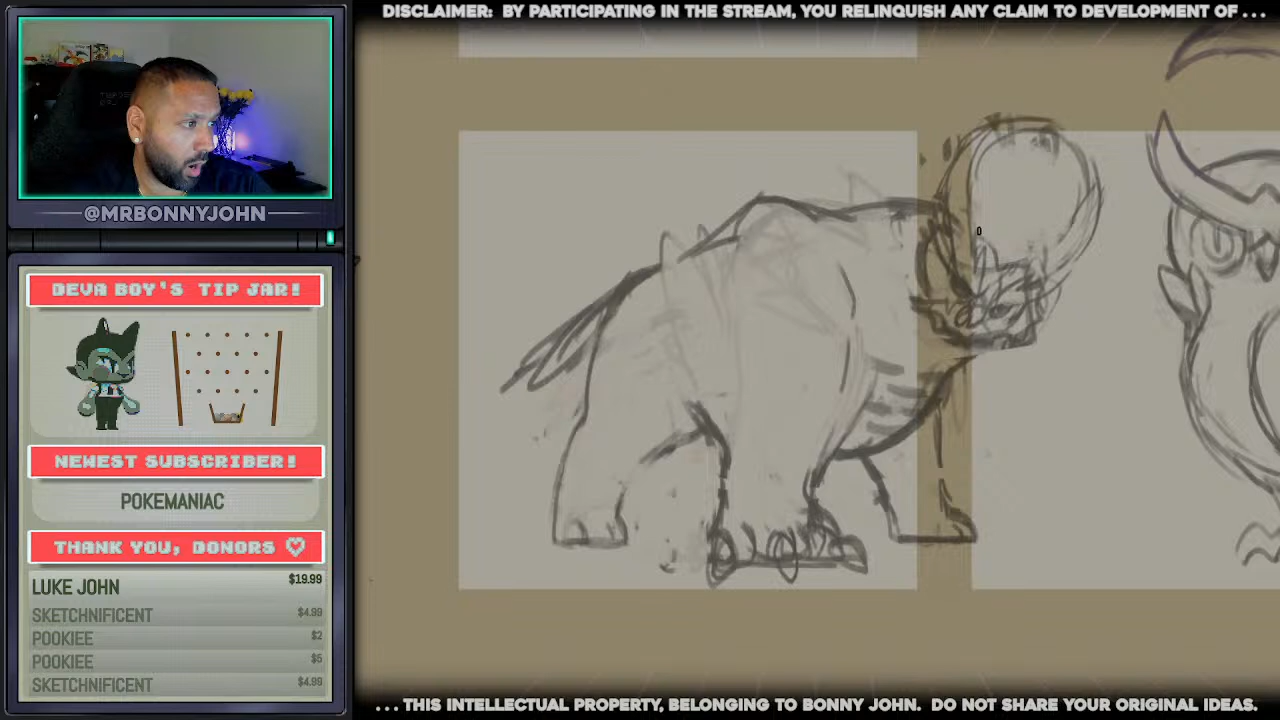 DISCLAIMER: BY PARTICIPATING IN THE STREAM, YOU RELINQUISH ANY CLAIM TO DEVELOPMENT OF . . .
@MRBONNYJOHN
DEVA BOY'S TIP JAR!
NEWEST SUBSCRIBER!
POKEMANIAC
THANK YOU, DONORS
LUKE JOHN $19.99
SKETCHNIFICENT $4.99
POOKIEE $2
POOKIEE $5
SKETCHNIFICENT $4.99
. . . THIS INTELLECTUAL PROPERTY, BELONGING TO BONNY JOHN. DO NOT SHARE YOUR ORIGINAL IDEAS.